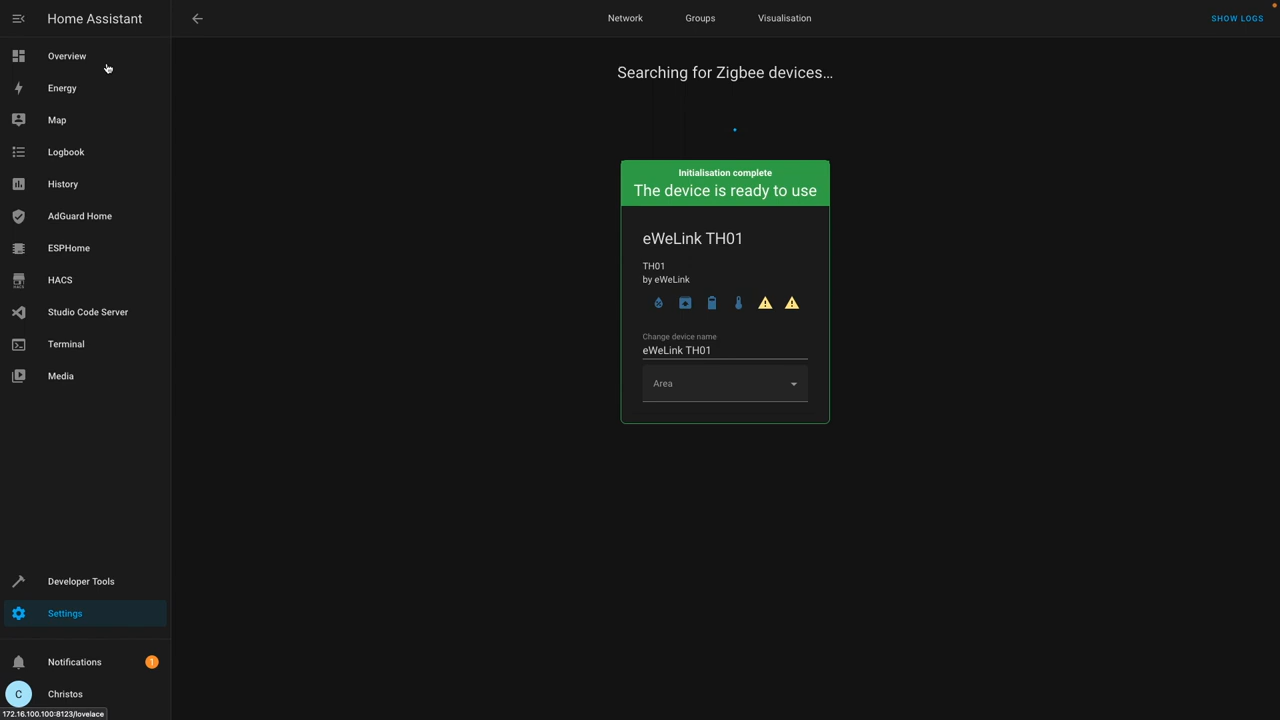 Home Assistant
Network
Groups
Visualisation
SHOW LOGS
Overview
Energy
Map
Logbook
History
AdGuard Home
ESPHome
HACS
HACS
Studio Code Server
Terminal
Media
Developer Tools
Settings
Notifications
1
C
Christos
172.16.100.100:8123/lovelace
Searching for Zigbee devices...
Initialisation complete
The device is ready to use
eWeLink TH01
TH01
by eWeLink
Change device name
eWeLink TH01
Area